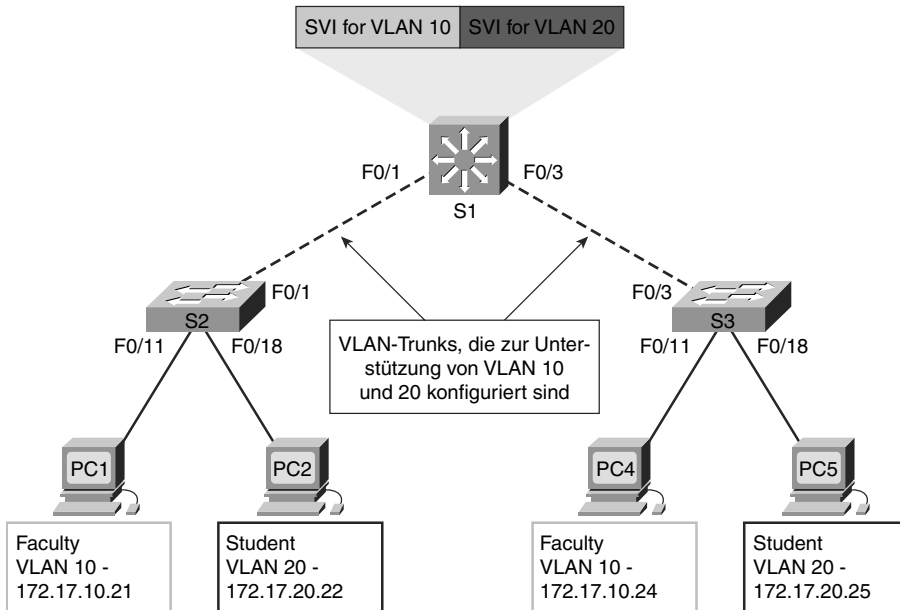 SVI for VLAN 10
SVI for VLAN 20
F0/1
F0/3
S1
F0/1
F0/3
S2
S3
F0/11
F0/18
VLAN-Trunks, die zur Unter-
stützung von VLAN 10
und 20 konfiguriert sind
F0/11
F0/18
PC1
PC2
PC4
PC5
Faculty
VLAN 10 -
172.17.10.21
Student
VLAN 20 -
172.17.20.22
Faculty
VLAN 10 -
172.17.10.24
Student
VLAN 20 -
172.17.20.25